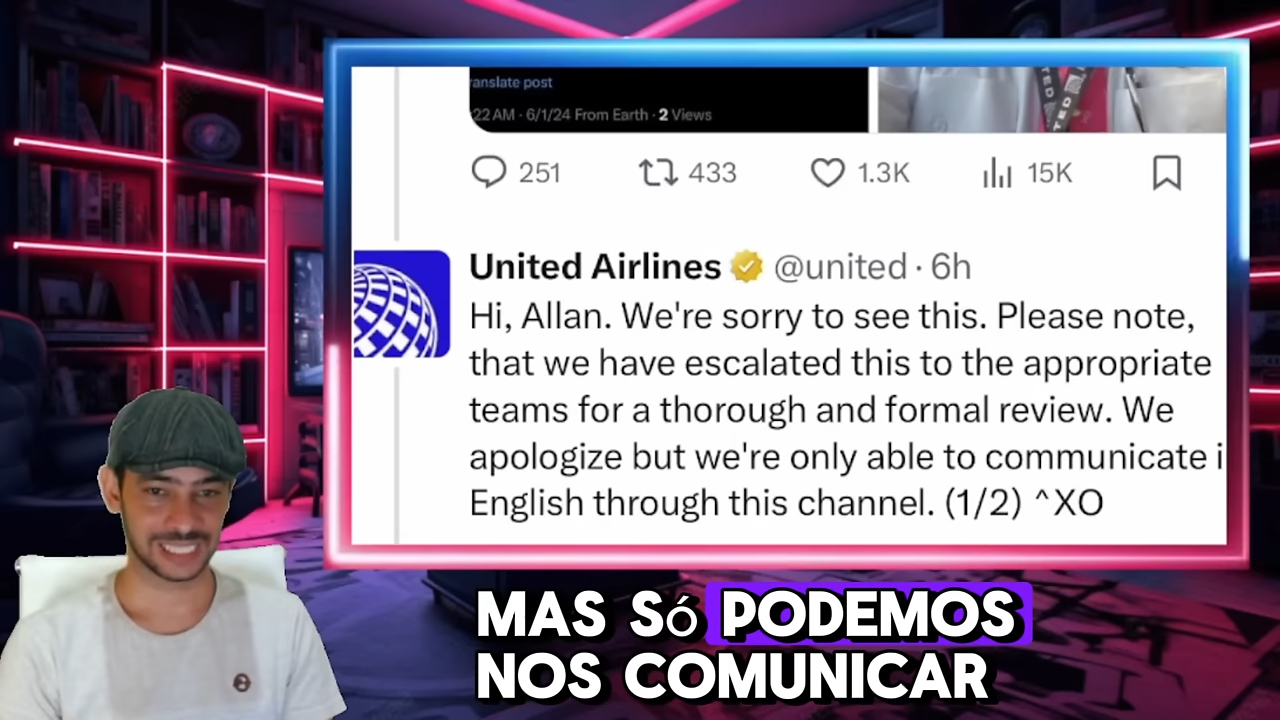 ranslate post
22 AM · 6/1/24 From Earth · 2 Views
TED
251 433 1.3K 15K
United Airlines @united · 6h
Hi, Allan. We're sorry to see this. Please note,
that we have escalated this to the appropriate
teams for a thorough and formal review. We
apologize but we're only able to communicate i
English through this channel. (1/2) ^XO
MAS Só PODEMOS
NOS COMUNICAR